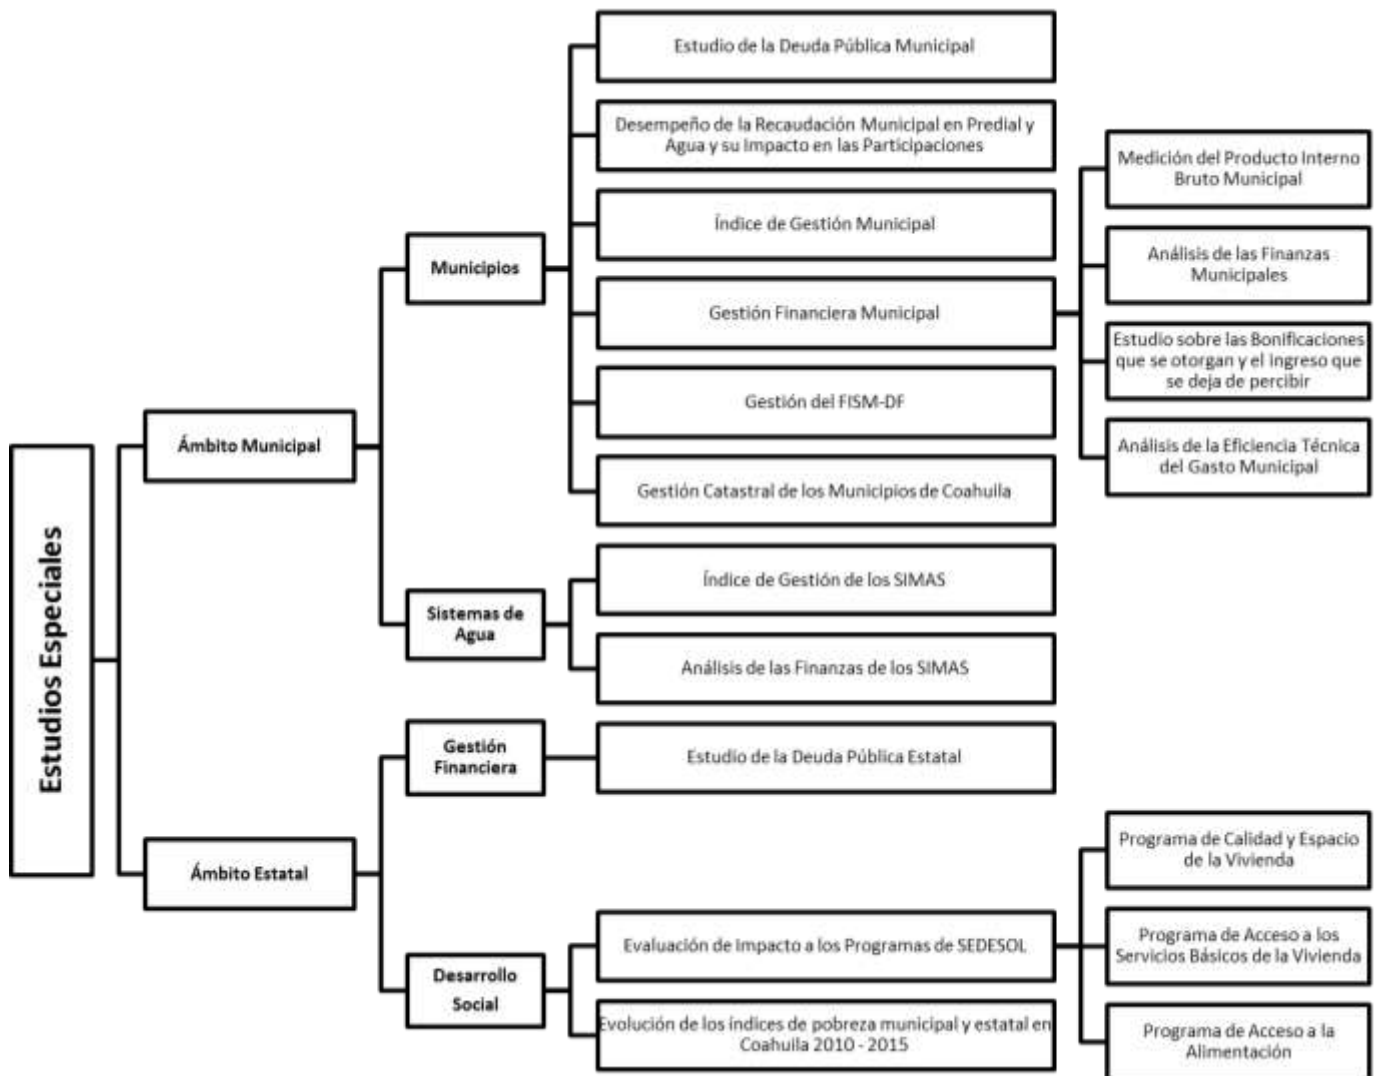 Estudios Especiales
Ámbito Municipal
Municipios
Estudio de la Deuda Pública Municipal
Desempeño de la Recaudación Municipal en Predial y
Agua y su Impacto en las Participaciones
Índice de Gestión Municipal
Gestión Financiera Municipal
Medición del Producto Interno
Bruto Municipal
Análisis de las Finanzas
Municipales
Estudio sobre las Bonificaciones
que se otorgan y el ingreso que
se deja de percibir
Análisis de la Eficiencia Técnica
del Gasto Municipal
Gestión del FISM-DF
Gestión Catastral de los Municipios de Coahuila
Sistemas de
Agua
Índice de Gestión de los SIMAS
Análisis de las Finanzas de los SIMAS
Ámbito Estatal
Gestión
Financiera
Estudio de la Deuda Pública Estatal
Desarrollo
Social
Evaluación de Impacto a los Programas de SEDESOL
Programa de Calidad y Espacio
de la Vivienda
Programa de Acceso a los
Servicios Básicos de la Vivienda
Programa de Acceso a la
Alimentación
Evolución de los índices de pobreza municipal y estatal en
Coahuila 2010 - 2015